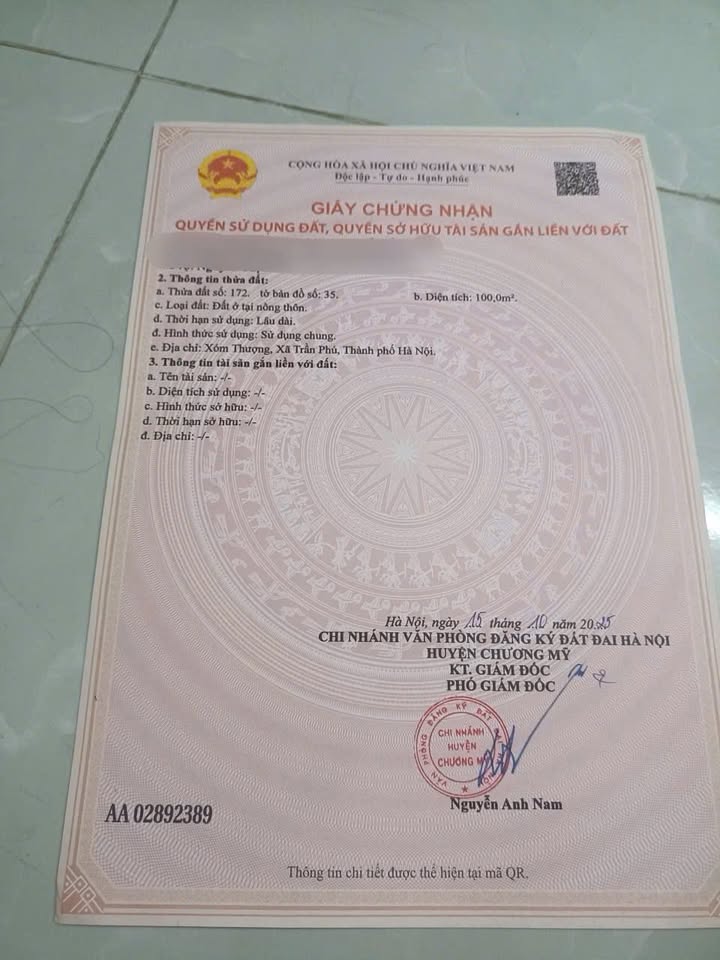 CỘNG HÒA XÃ HỘI CHỦ NGHĨA VIỆT NAM
Độc lập - Tự do - Hạnh phúc
GIẤY CHỨNG NHẬN
QUYỀN SỬ DỤNG ĐẤT, QUYỀN SỞ HỮU TÀI SẢN GẮN LIỀN VỚI ĐẤT
2. Thông tin thửa đất:
a. Thửa đất số: 172. tờ bản đồ số: 35. b. Diện tích: 100,0m².
c. Loại đất: Đất ở tại nông thôn.
d. Thời hạn sử dụng: Lâu dài.
đ. Hình thức sử dụng: Sử dụng chung.
e. Địa chỉ: Xóm Thượng, Xã Trần Phú, Thành phố Hà Nội.
3. Thông tin tài sản gắn liền với đất:
a. Tên tài sản: -/-
b. Diện tích sử dụng: -/-
c. Hình thức sở hữu: -/-
d. Thời hạn sở hữu: -/-
đ. Địa chỉ: -/-
Hà Nội, ngày 15 tháng 10 năm 2025
CHI NHÁNH VĂN PHÒNG ĐĂNG KÝ ĐẤT ĐAI HÀ NỘI
HUYỆN CHƯƠNG MỸ
KT. GIÁM ĐỐC
PHÓ GIÁM ĐỐC
VĂN PHÒNG ĐĂNG KÝ ĐẤT
CHI NHÁNH
HUYỆN
CHƯƠNG MỸ
Nguyễn Anh Nam
AA 02892389
Thông tin chi tiết được thể hiện tại mã QR.